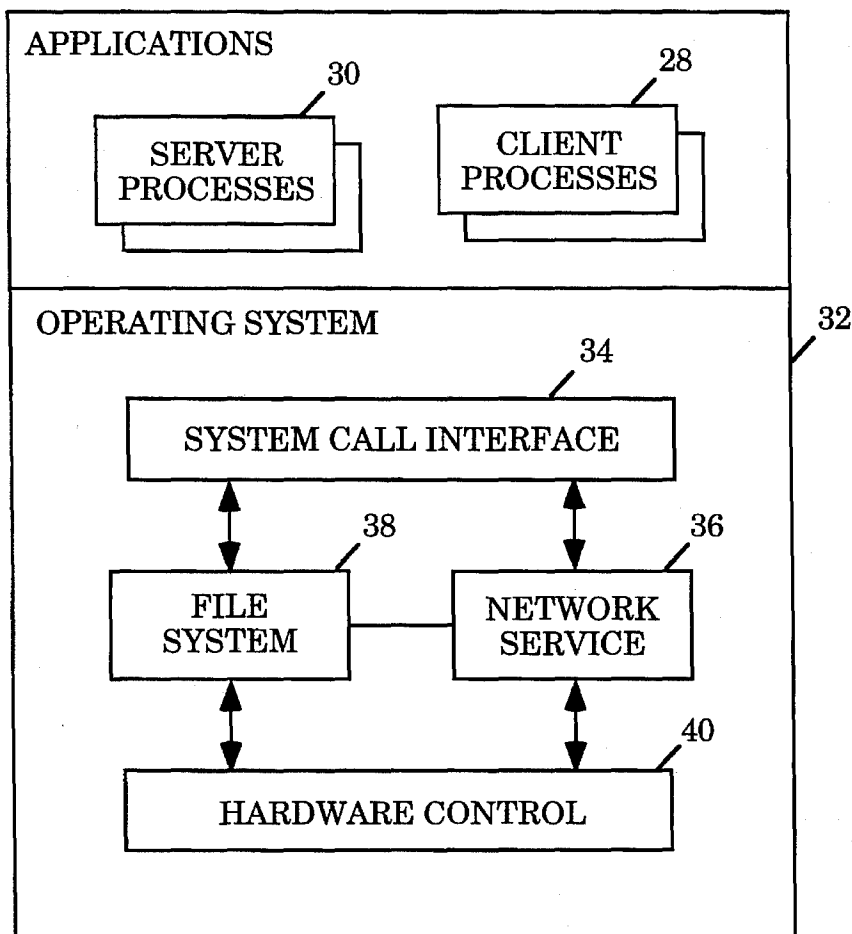 APPLICATIONS
30
28
SERVER
PROCESSES
CLIENT
PROCESSES
OPERATING SYSTEM
32
34
SYSTEM CALL INTERFACE
38
36
FILE
SYSTEM
NETWORK
SERVICE
40
HARDWARE CONTROL